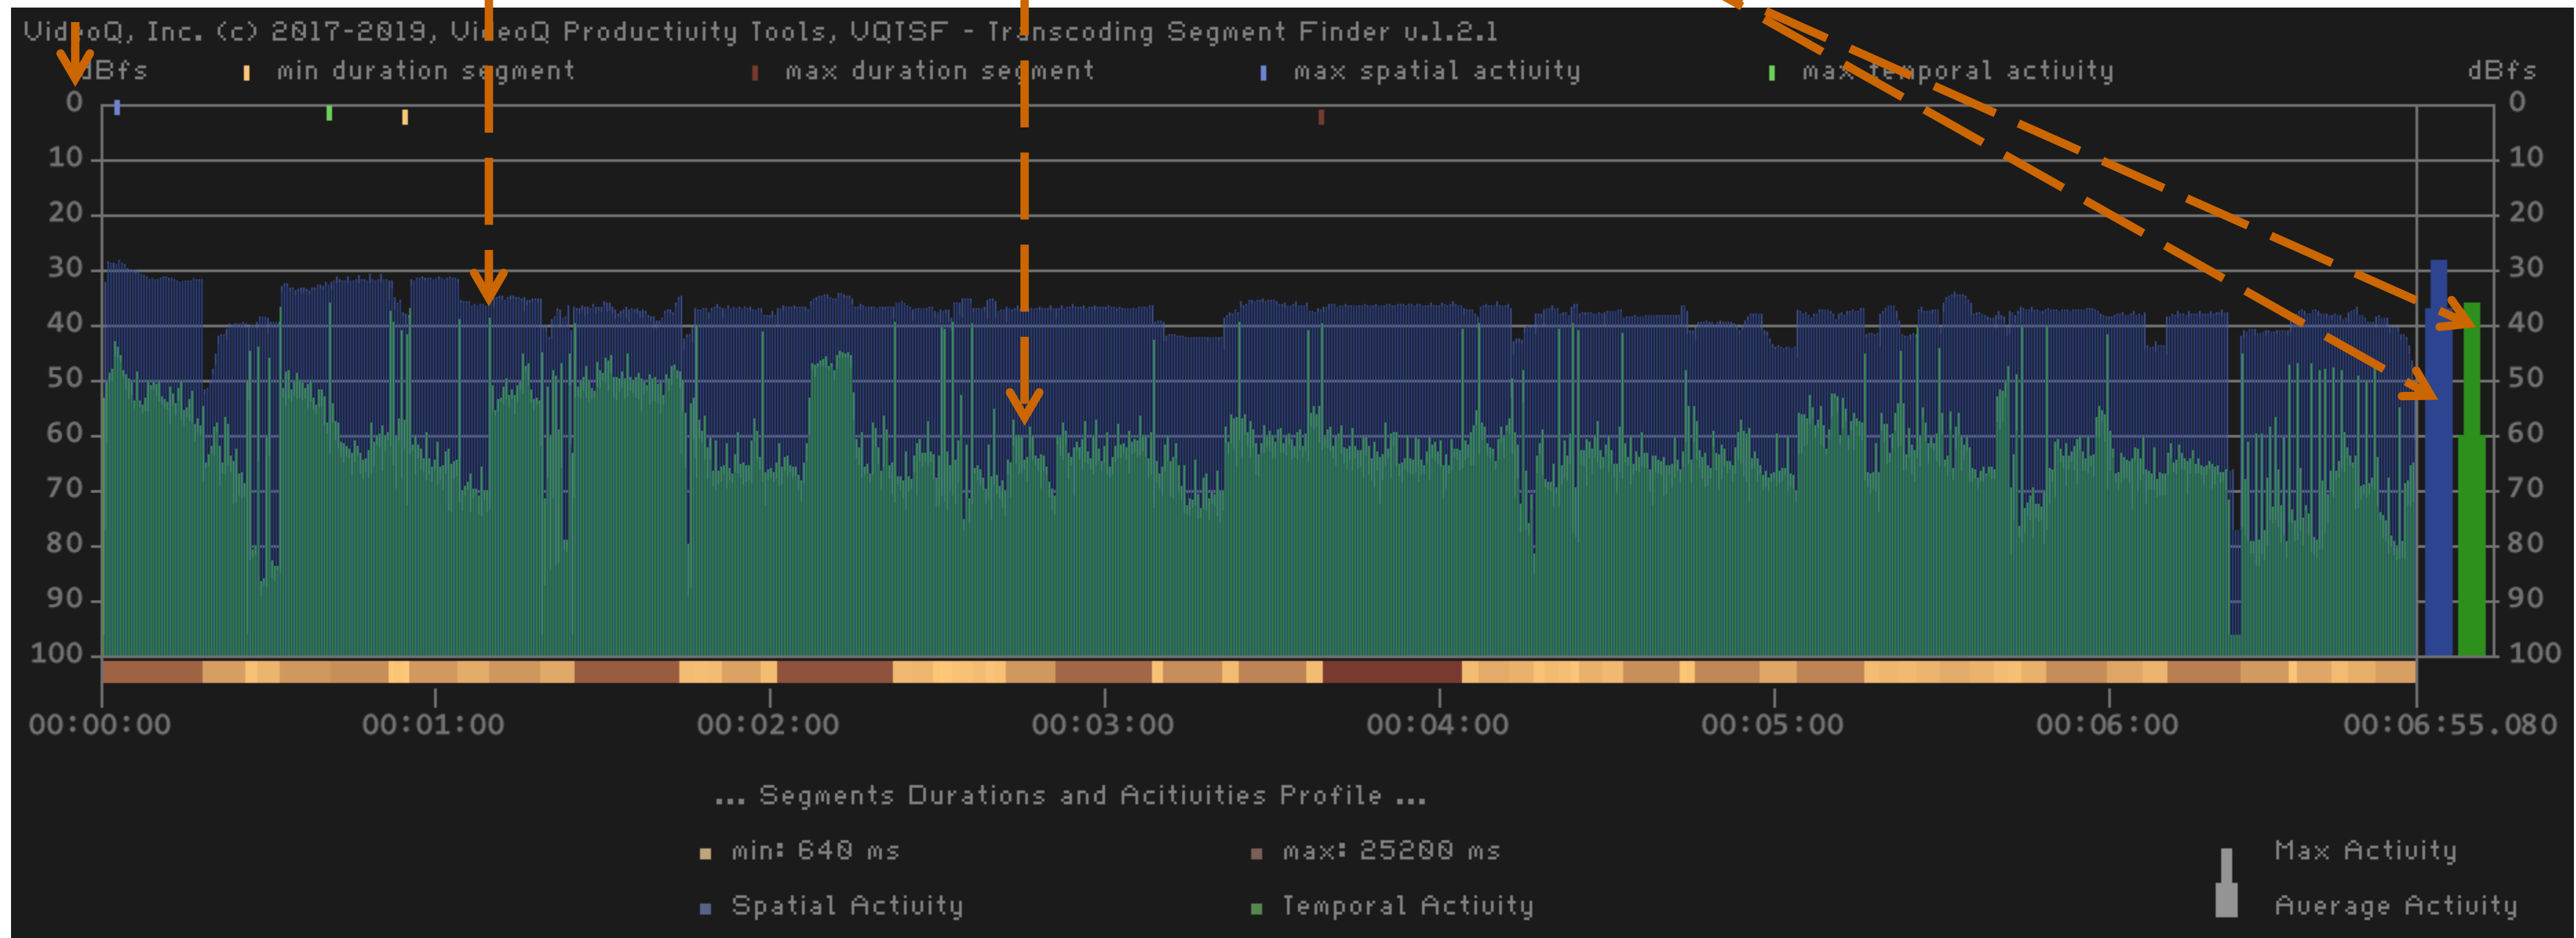 VideoQ, Inc. (c) 2017-2019, VideoQ Productivity Tools, VQTSF - Transcoding Segment Finder v.1.2.1
dBfs min duration segment max duration segment max spatial activity max temporal activity dBfs
0 0
10 10
20 20
30 30
40 40
50 50
60 60
70 70
80 80
90 90
100 100
00:00:00 00:01:00 00:02:00 00:03:00 00:04:00 00:05:00 00:06:00 00:06:55.080
... Segments Durations and Acitivities Profile ...
min: 640 ms max: 25200 ms Max Activity
Spatial Activity Temporal Activity Average Activity